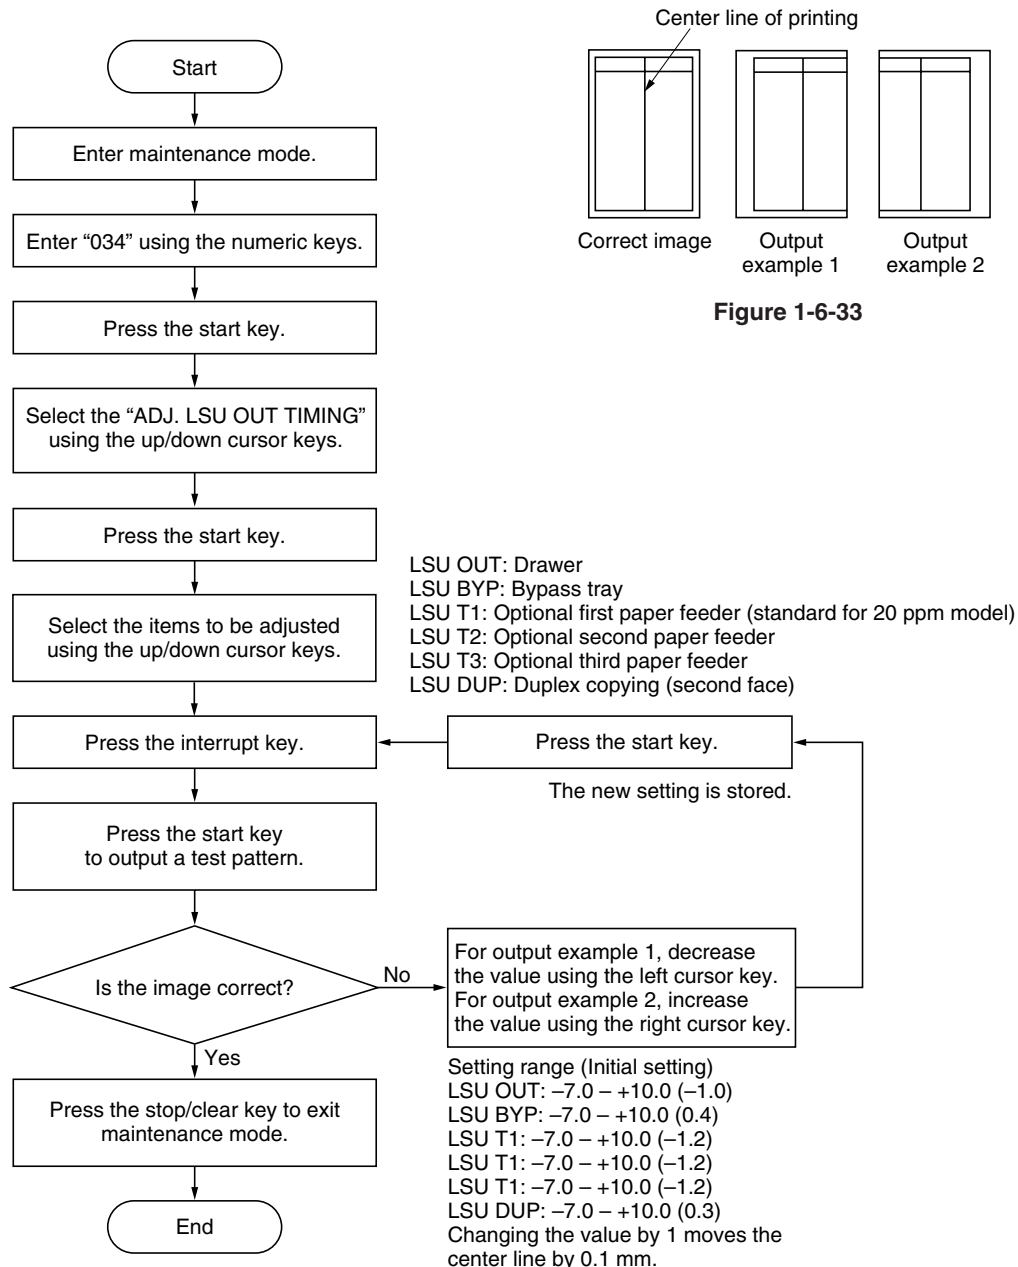 Center line of printing
Correct image
Output
example 1
Output
example 2
Figure 1-6-33
Start
Enter maintenance mode.
Enter “034” using the numeric keys.
Press the start key.
Select the “ADJ. LSU OUT TIMING”
using the up/down cursor keys.
Press the start key.
Select the items to be adjusted
using the up/down cursor keys.
LSU OUT: Drawer
LSU BYP: Bypass tray
LSU T1: Optional first paper feeder (standard for 20 ppm model)
LSU T2: Optional second paper feeder
LSU T3: Optional third paper feeder
LSU DUP: Duplex copying (second face)
Press the interrupt key.
Press the start key.
The new setting is stored.
Press the start key
to output a test pattern.
Is the image correct?
No
For output example 1, decrease
the value using the left cursor key.
For output example 2, increase
the value using the right cursor key.
Yes
Setting range (Initial setting)
LSU OUT: –7.0 – +10.0 (–1.0)
LSU BYP: –7.0 – +10.0 (0.4)
LSU T1: –7.0 – +10.0 (–1.2)
LSU T1: –7.0 – +10.0 (–1.2)
LSU T1: –7.0 – +10.0 (–1.2)
LSU DUP: –7.0 – +10.0 (0.3)
Changing the value by 1 moves the
center line by 0.1 mm.
Press the stop/clear key to exit
maintenance mode.
End